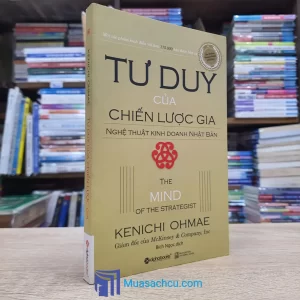 TƯ DUY
CỦA
CHIẾN LƯỢC GIA
NGHỆ THUẬT KINH DOANH NHẬT BẢN
THE
MIND
OF THE STRATEGIST
KENICHI OHMAE
Giám đốc của McKinsey & Company, Inc
alphabooks
Muasachcu.com